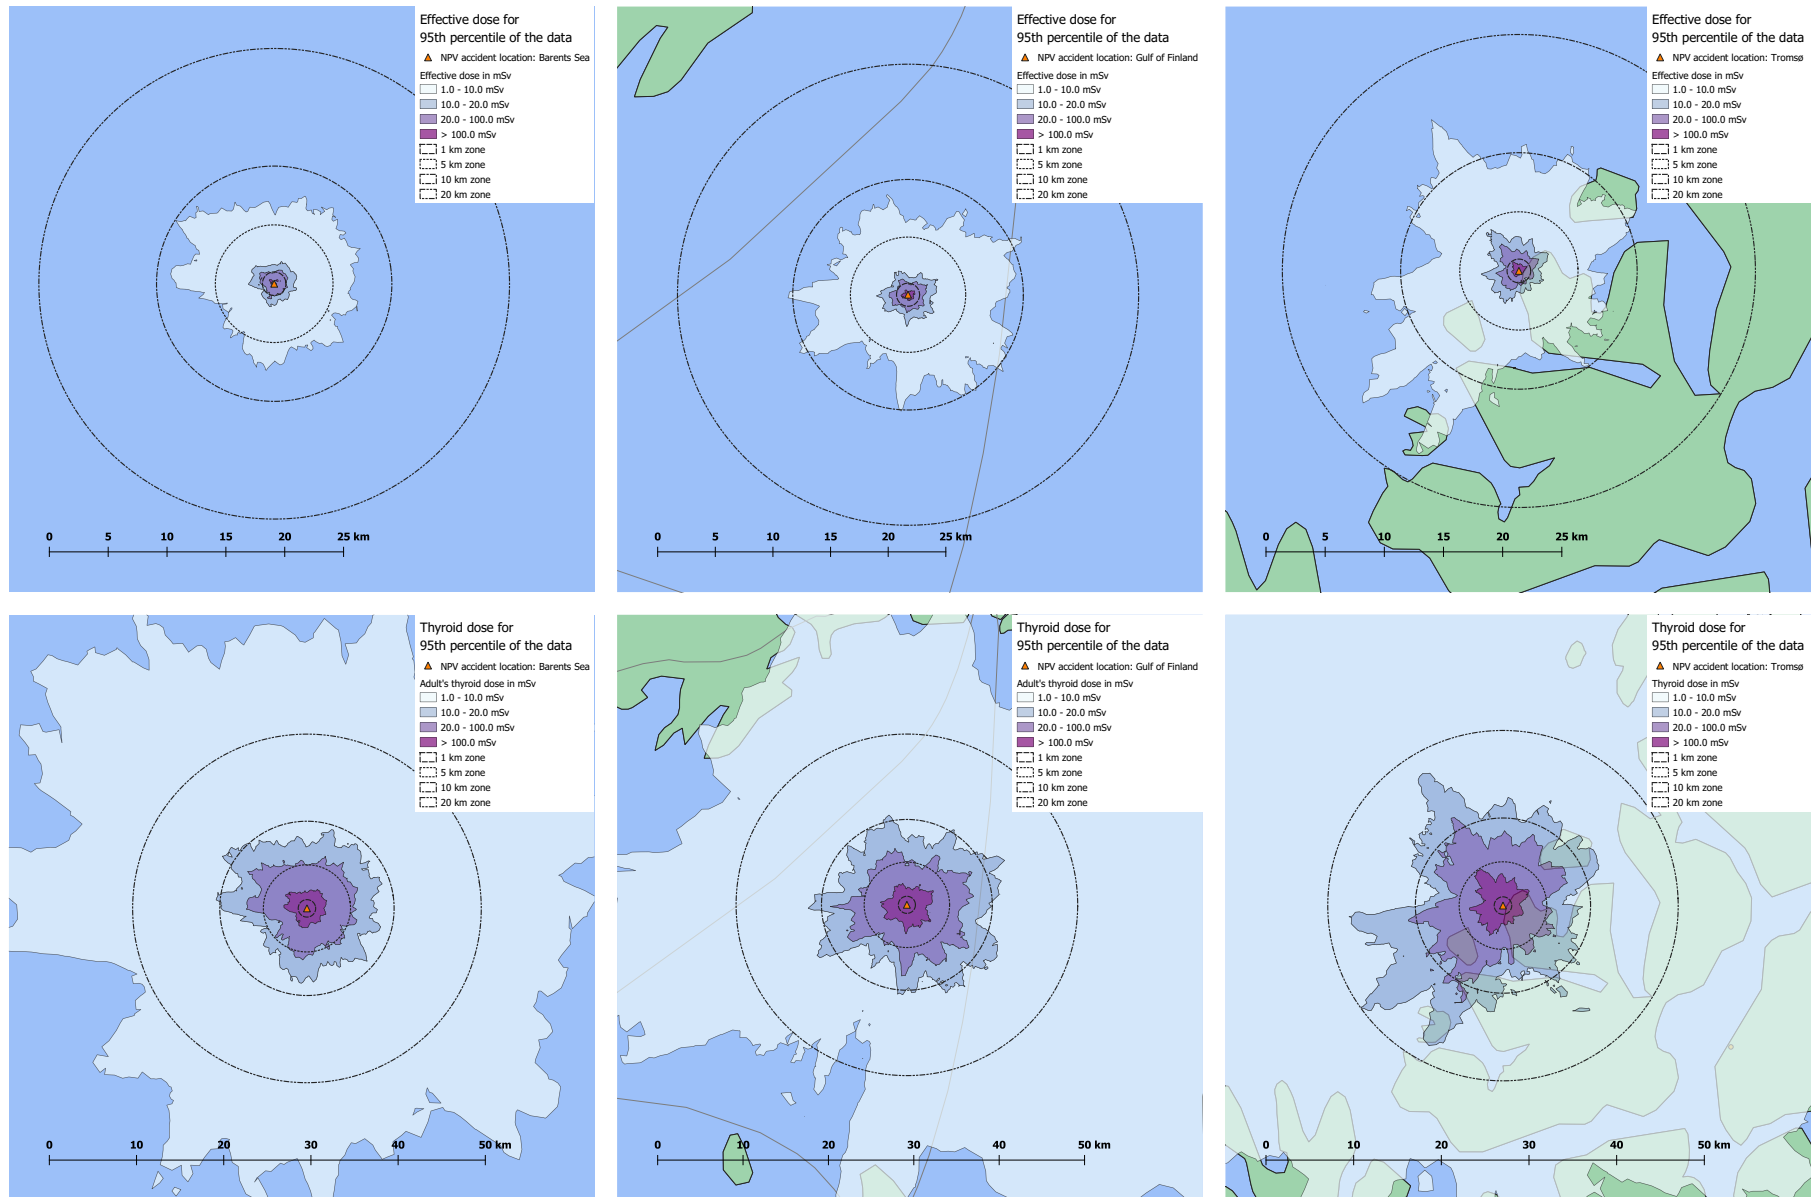 Effective dose for
95th percentile of the data
NPV accident location: Barents Sea
Effective dose in mSv
1.0 - 10.0 mSv
10.0 - 20.0 mSv
20.0 - 100.0 mSv
> 100.0 mSv
1 km zone
5 km zone
10 km zone
20 km zone
0 5 10 15 20 25 km
Effective dose for
95th percentile of the data
NPV accident location: Gulf of Finland
Effective dose in mSv
1.0 - 10.0 mSv
10.0 - 20.0 mSv
20.0 - 100.0 mSv
> 100.0 mSv
1 km zone
5 km zone
10 km zone
20 km zone
0 5 10 15 20 25 km
Effective dose for
95th percentile of the data
NPV accident location: Tromsø
Effective dose in mSv
1.0 - 10.0 mSv
10.0 - 20.0 mSv
20.0 - 100.0 mSv
> 100.0 mSv
1 km zone
5 km zone
10 km zone
20 km zone
0 5 10 15 20 25 km
Thyroid dose for
95th percentile of the data
NPV accident location: Barents Sea
Adult's thyroid dose in mSv
1.0 - 10.0 mSv
10.0 - 20.0 mSv
20.0 - 100.0 mSv
> 100.0 mSv
1 km zone
5 km zone
10 km zone
20 km zone
0 10 20 30 40 50 km
Thyroid dose for
95th percentile of the data
NPV accident location: Gulf of Finland
Adult's thyroid dose in mSv
1.0 - 10.0 mSv
10.0 - 20.0 mSv
20.0 - 100.0 mSv
> 100.0 mSv
1 km zone
5 km zone
10 km zone
20 km zone
0 10 20 30 40 50 km
Thyroid dose for
95th percentile of the data
NPV accident location: Tromsø
Thyroid dose in mSv
1.0 - 10.0 mSv
10.0 - 20.0 mSv
20.0 - 100.0 mSv
> 100.0 mSv
1 km zone
5 km zone
10 km zone
20 km zone
0 10 20 30 40 50 km